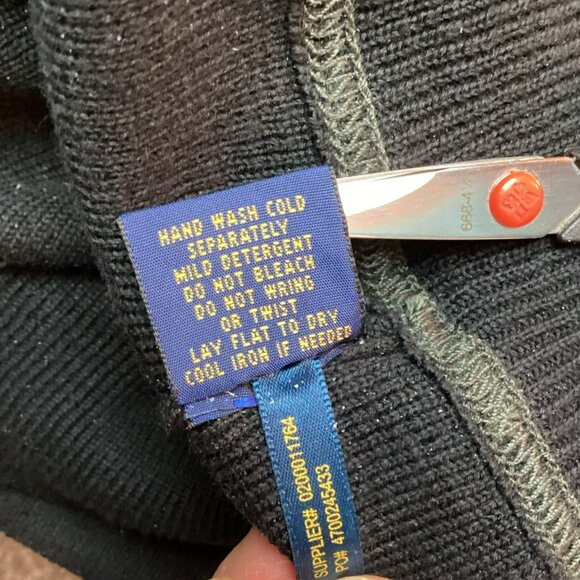 HAND WASH COLD
SEPARATELY
MILD DETERGENT
DO NOT BLEACH
DO NOT WRING
OR TWIST
LAY FLAT TO DRY
COOL IRON IF NEEDED
SUPPLIER# 0200011764
PO# 4700245433